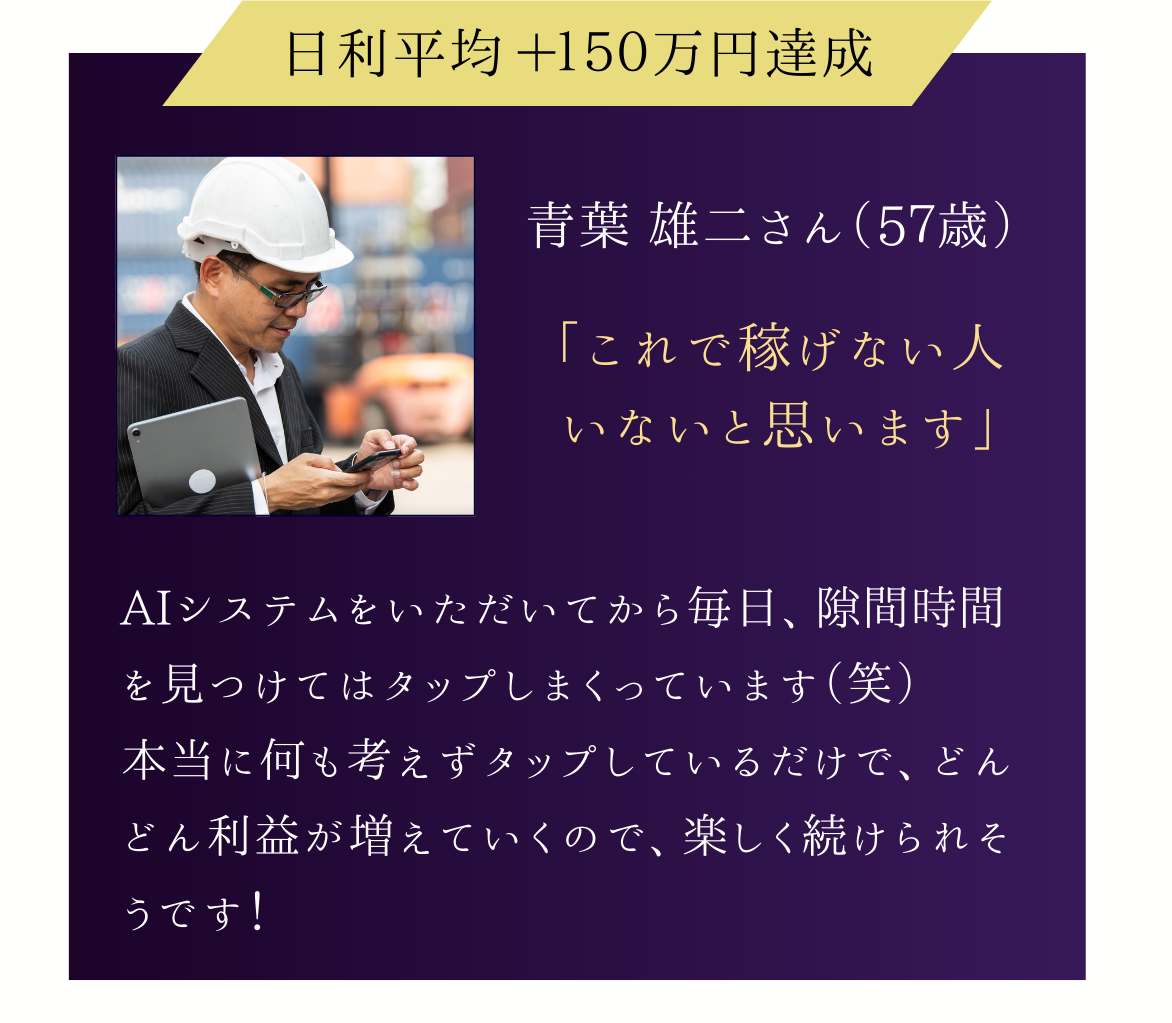 日利平均+150万円達成
青葉 雄二さん(57歳)
「これで稼げない人
いないと思います」
AIシステムをいただいてから毎日、隙間時間
を見つけてはタップしまくっています(笑)
本当に何も考えずタップしているだけで、どん
どん利益が増えていくので、楽しく続けられそ
うです!